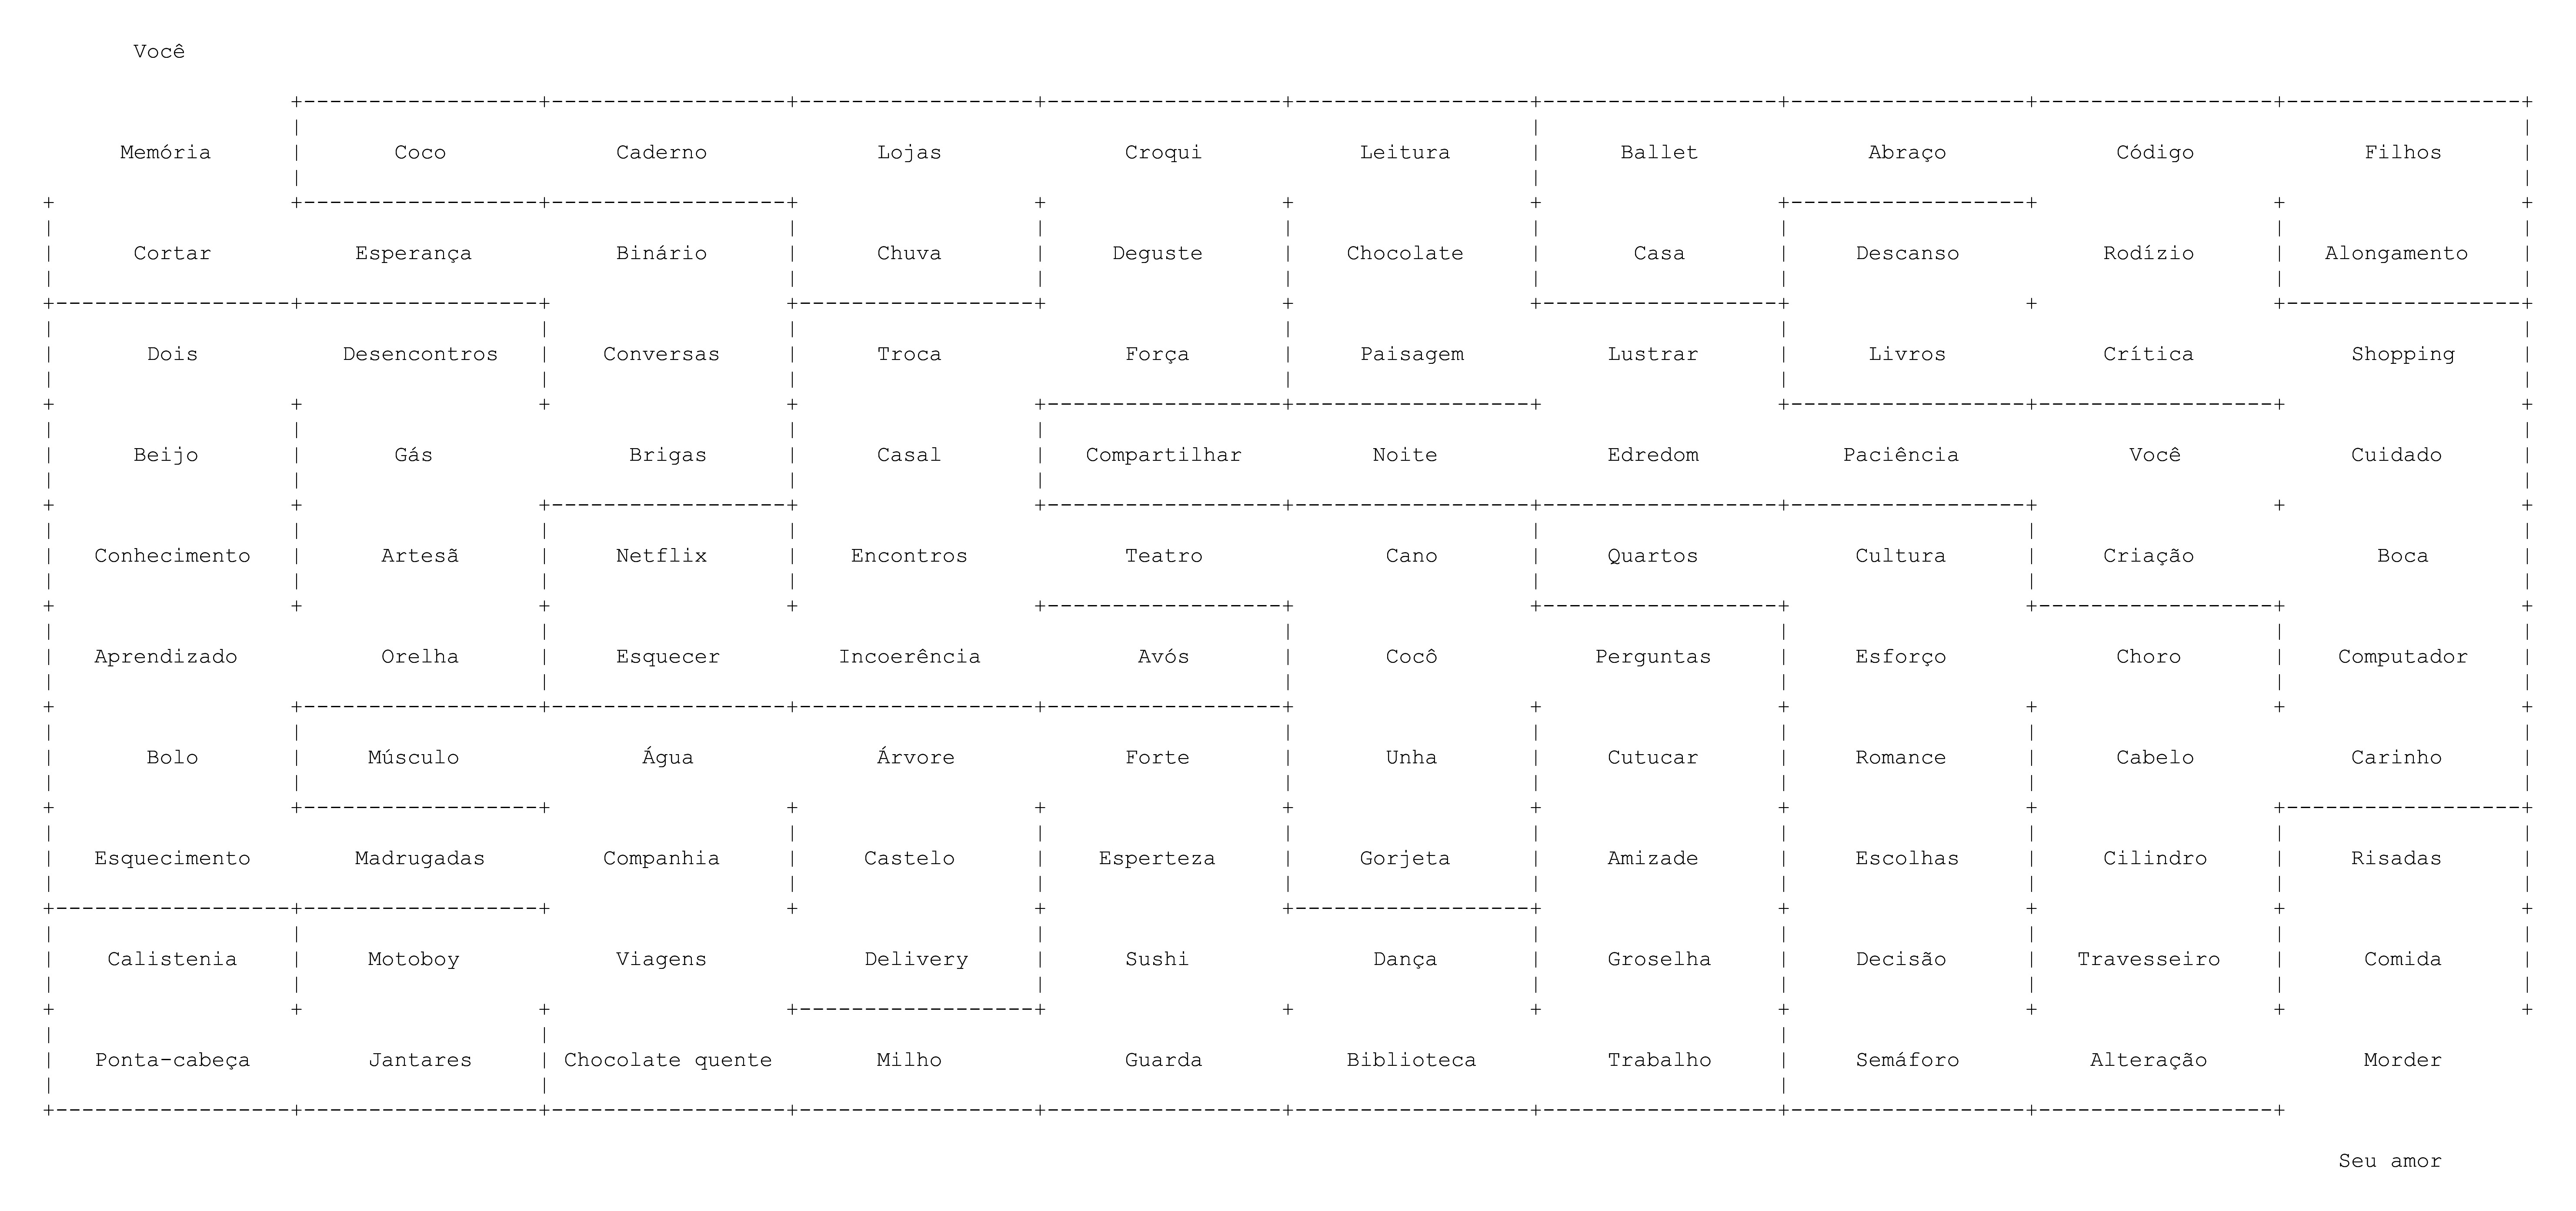 Você
Memória Coco Caderno Lojas Croqui Leitura Ballet Abraço Código Filhos
Cortar Esperança Binário Chuva Deguste Chocolate Casa Descanso Rodízio Alongamento
Dois Desencontros Conversas Troca Força Paisagem Lustrar Livros Crítica Shopping
Beijo Gás Brigas Casal Compartilhar Noite Edredom Paciência Você Cuidado
Conhecimento Artesã Netflix Encontros Teatro Cano Quartos Cultura Criação Boca
Aprendizado Orelha Esquecer Incoerência Avós Cocô Perguntas Esforço Choro Computador
Bolo Músculo Água Árvore Forte Unha Cutucar Romance Cabelo Carinho
Esquecimento Madrugadas Companhia Castelo Esperteza Gorjeta Amizade Escolhas Cilindro Risadas
Calistenia Motoboy Viagens Delivery Sushi Dança Groselha Decisão Travesseiro Comida
Ponta-cabeça Jantares Chocolate quente Milho Guarda Biblioteca Trabalho Semáforo Alteração Morder
Seu amor